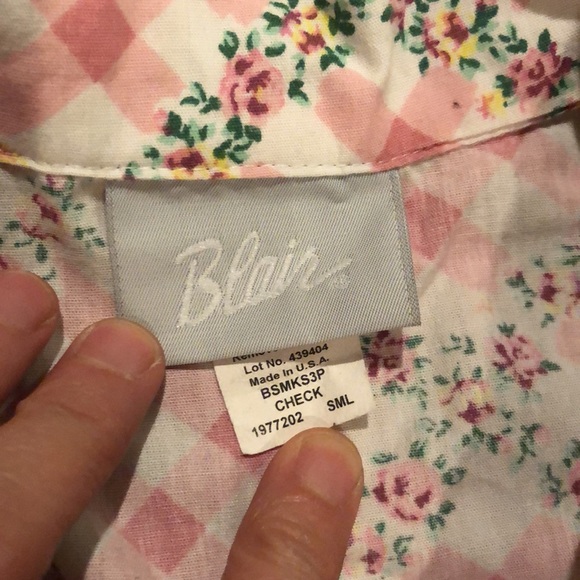 Blair
Lot No. 439404
Made in U.S.A.
BSMKS3P
CHECK
1977202 SML